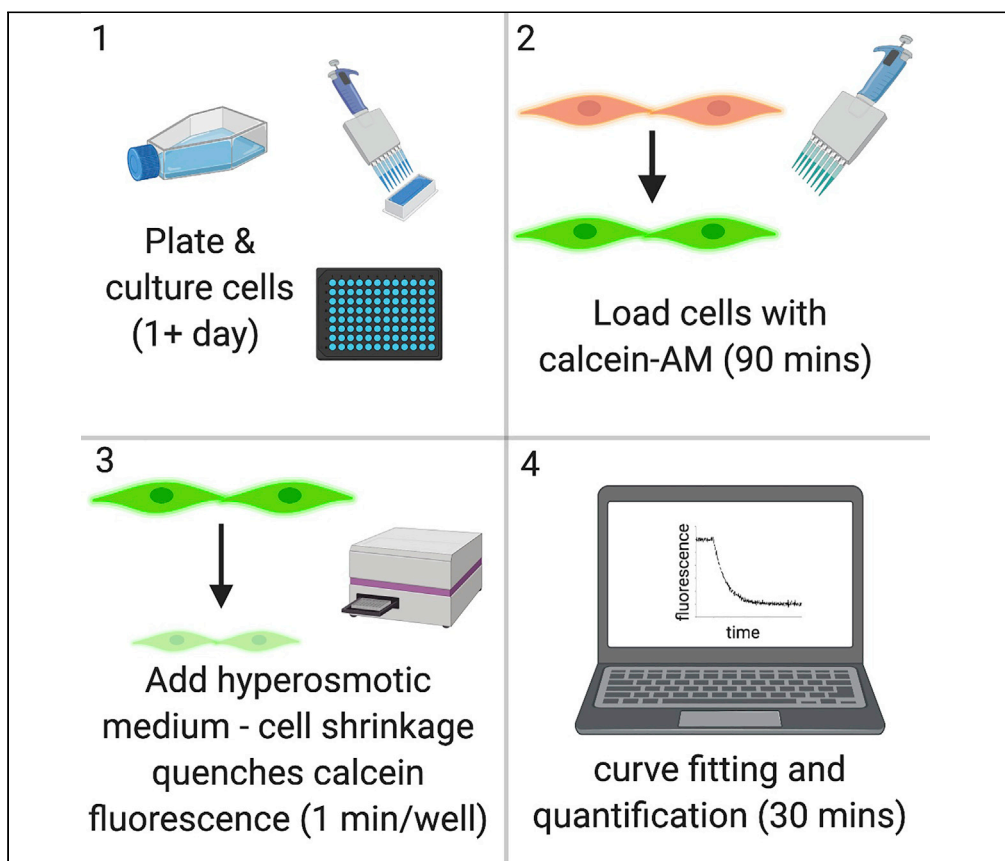 1
Plate &
culture cells
(1+ day)
2
Load cells with
calcein-AM (90 mins)
3
Add hyperosmotic
medium - cell shrinkage
quenches calcein
fluorescence (1 min/well)
4
fluorescence
time
curve fitting and
quantification (30 mins)